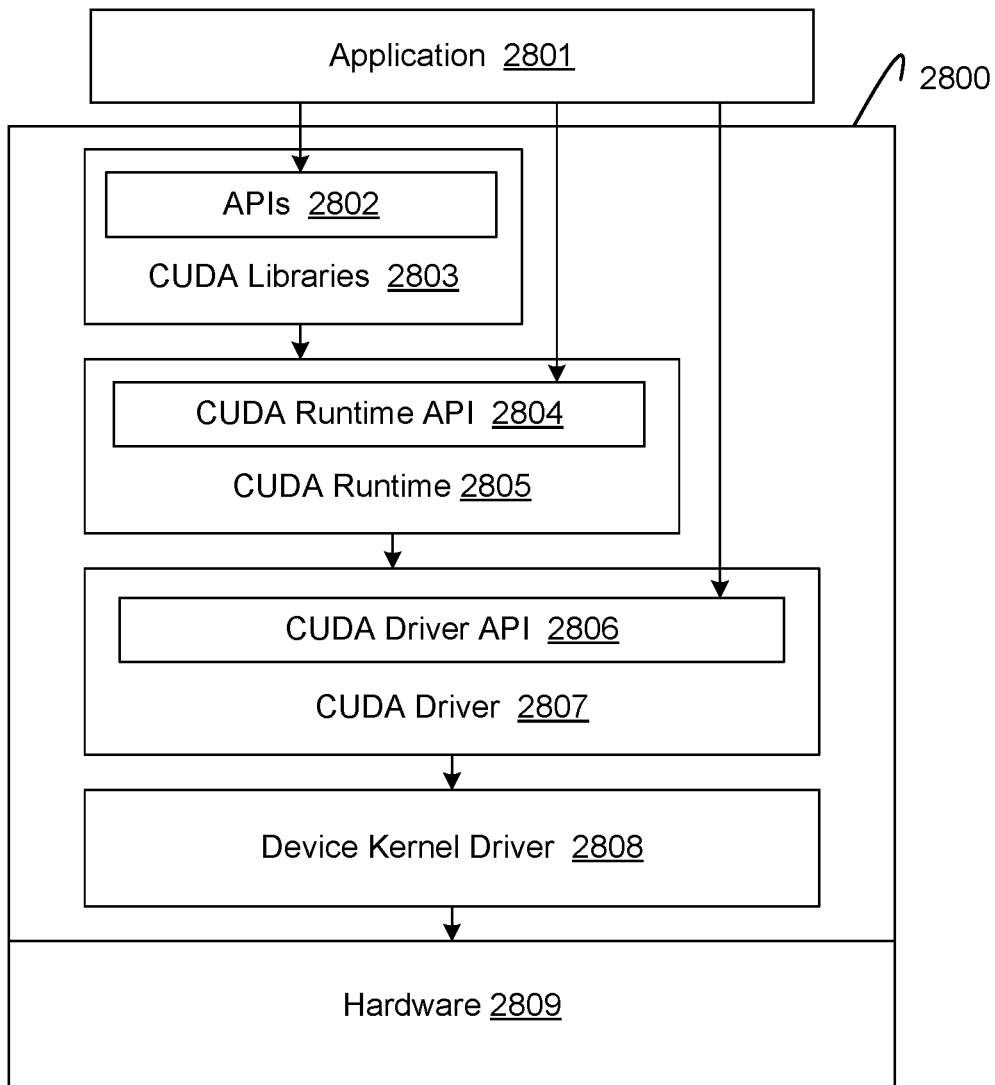 Application 2801
2800
APIs 2802
CUDA Libraries 2803
CUDA Runtime API 2804
CUDA Runtime 2805
CUDA Driver API 2806
CUDA Driver 2807
Device Kernel Driver 2808
Hardware 2809